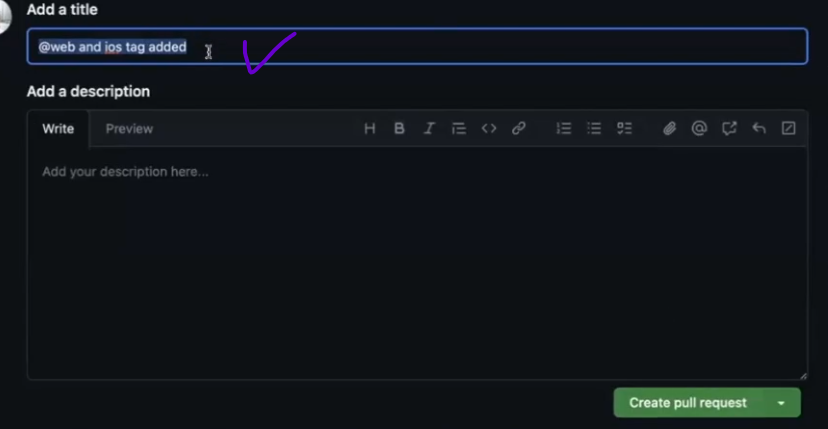 Add a title
@web and ios tag added
Add a description
Write Preview
Add your description here...
Create pull request